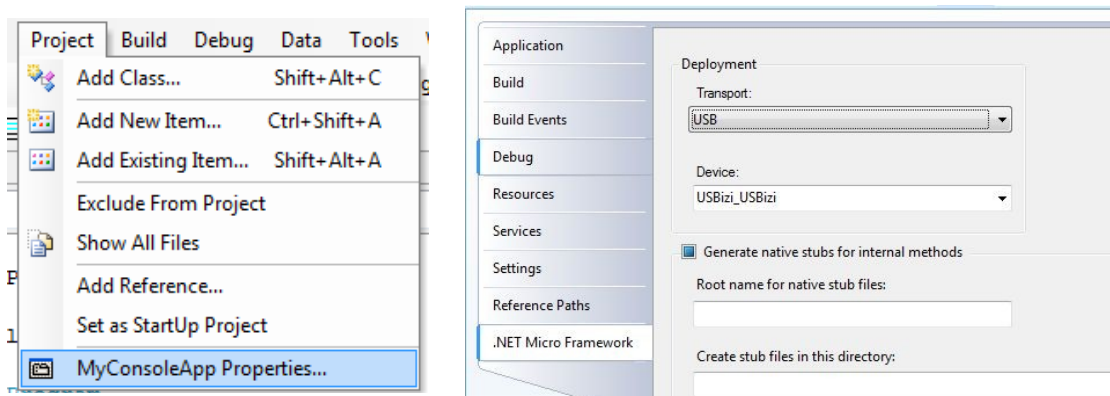 Project Build Debug Data Tools
Add Class... Shift+Alt+C
Add New Item... Ctrl+Shift+A
Add Existing Item... Shift+Alt+A
Exclude From Project
Show All Files
Add Reference...
Set as StartUp Project
MyConsoleApp Properties...
Application
Build
Build Events
Debug
Resources
Services
Settings
Reference Paths
.NET Micro Framework
Deployment
Transport:
USB
Device:
USBizi_USBizi
Generate native stubs for internal methods
Root name for native stub files:
Create stub files in this directory: